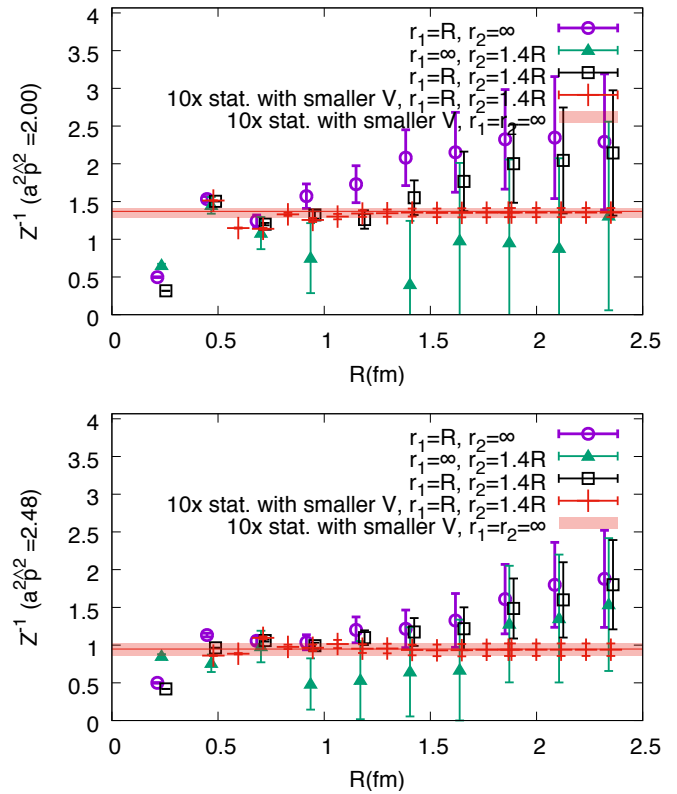 4
3.5
3
2.5
2
1.5
1
0.5
0
Z⁻¹ (a²p̂²=2.00)
r₁=R, r₂=∞
r₁=∞, r₂=1.4R
r₁=R, r₂=1.4R
10x stat. with smaller V, r₁=R, r₂=1.4R
10x stat. with smaller V, r₁=r₂=∞
0 0.5 1 1.5 2 2.5
R(fm)
4
3.5
3
2.5
2
1.5
1
0.5
0
Z⁻¹ (a²p̂²=2.48)
r₁=R, r₂=∞
r₁=∞, r₂=1.4R
r₁=R, r₂=1.4R
10x stat. with smaller V, r₁=R, r₂=1.4R
10x stat. with smaller V, r₁=r₂=∞
0 0.5 1 1.5 2 2.5
R(fm)